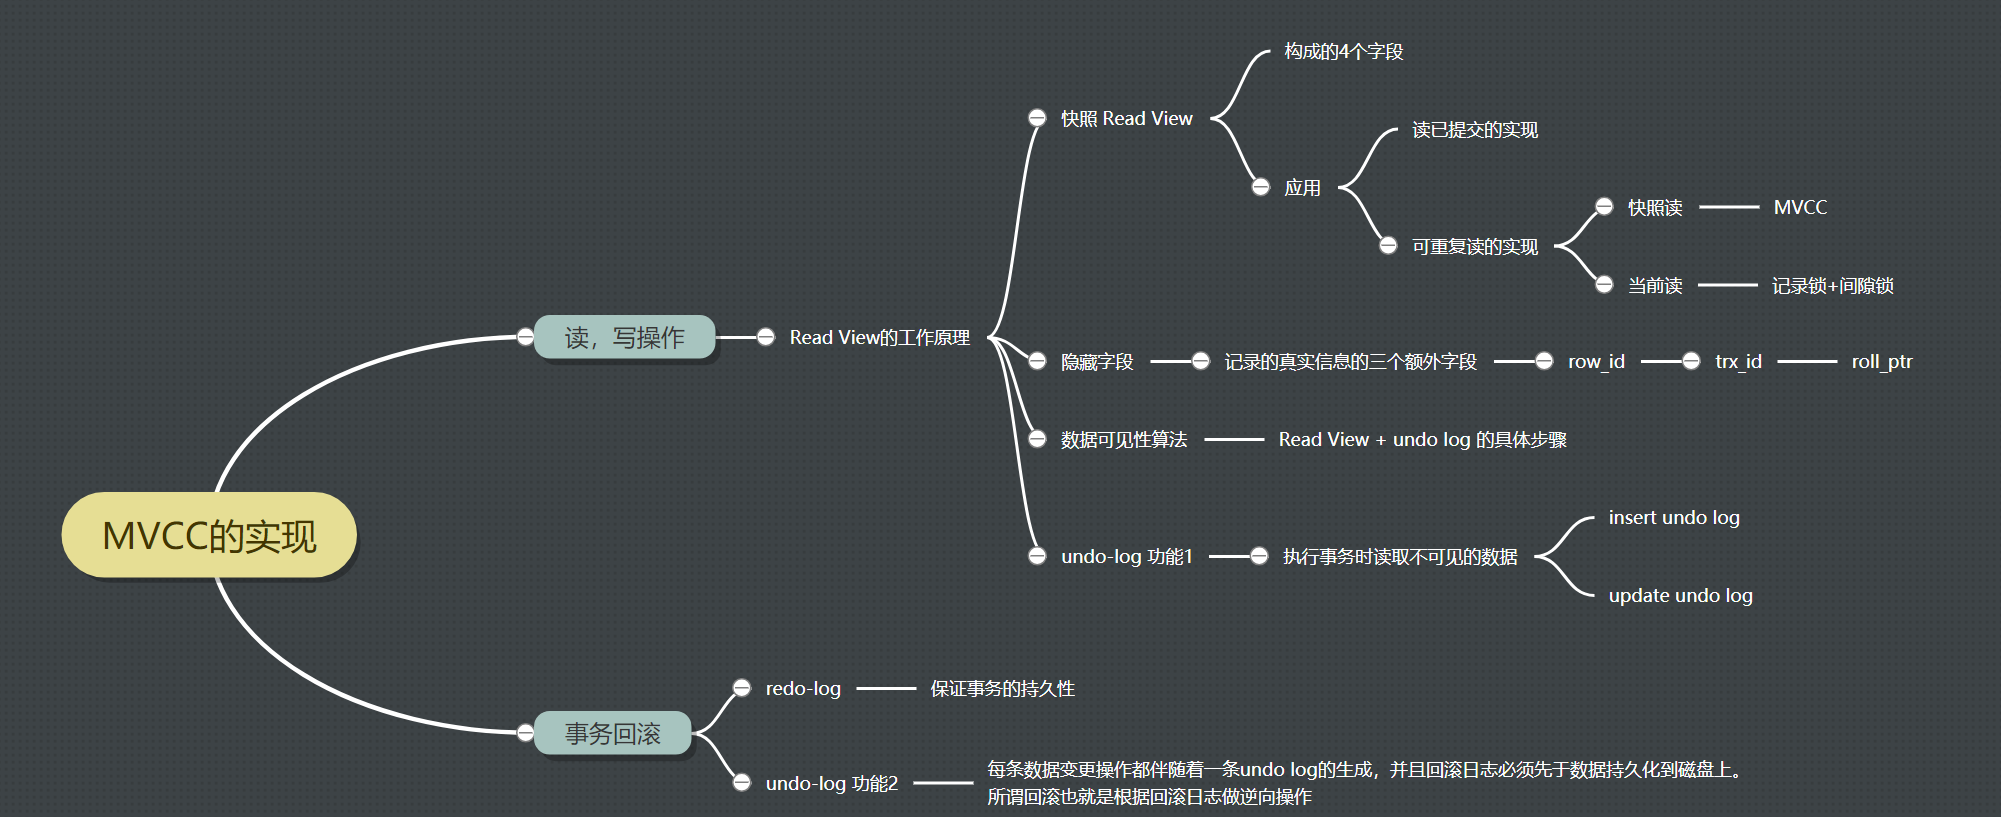 MVCC的实现
读，写操作
Read View的工作原理
快照 Read View
构成的4个字段
应用
读已提交的实现
可重复读的实现
快照读
MVCC
当前读
记录锁+间隙锁
隐藏字段
记录的真实信息的三个额外字段
row_id
trx_id
roll_ptr
数据可见性算法
Read View + undo log 的具体步骤
undo-log 功能1
执行事务时读取不可见的数据
insert undo log
update undo log
事务回滚
redo-log
保证事务的持久性
undo-log 功能2
每条数据变更操作都伴随着一条undo log的生成，并且回滚日志必须先于数据持久化到磁盘上。
所谓回滚也就是根据回滚日志做逆向操作